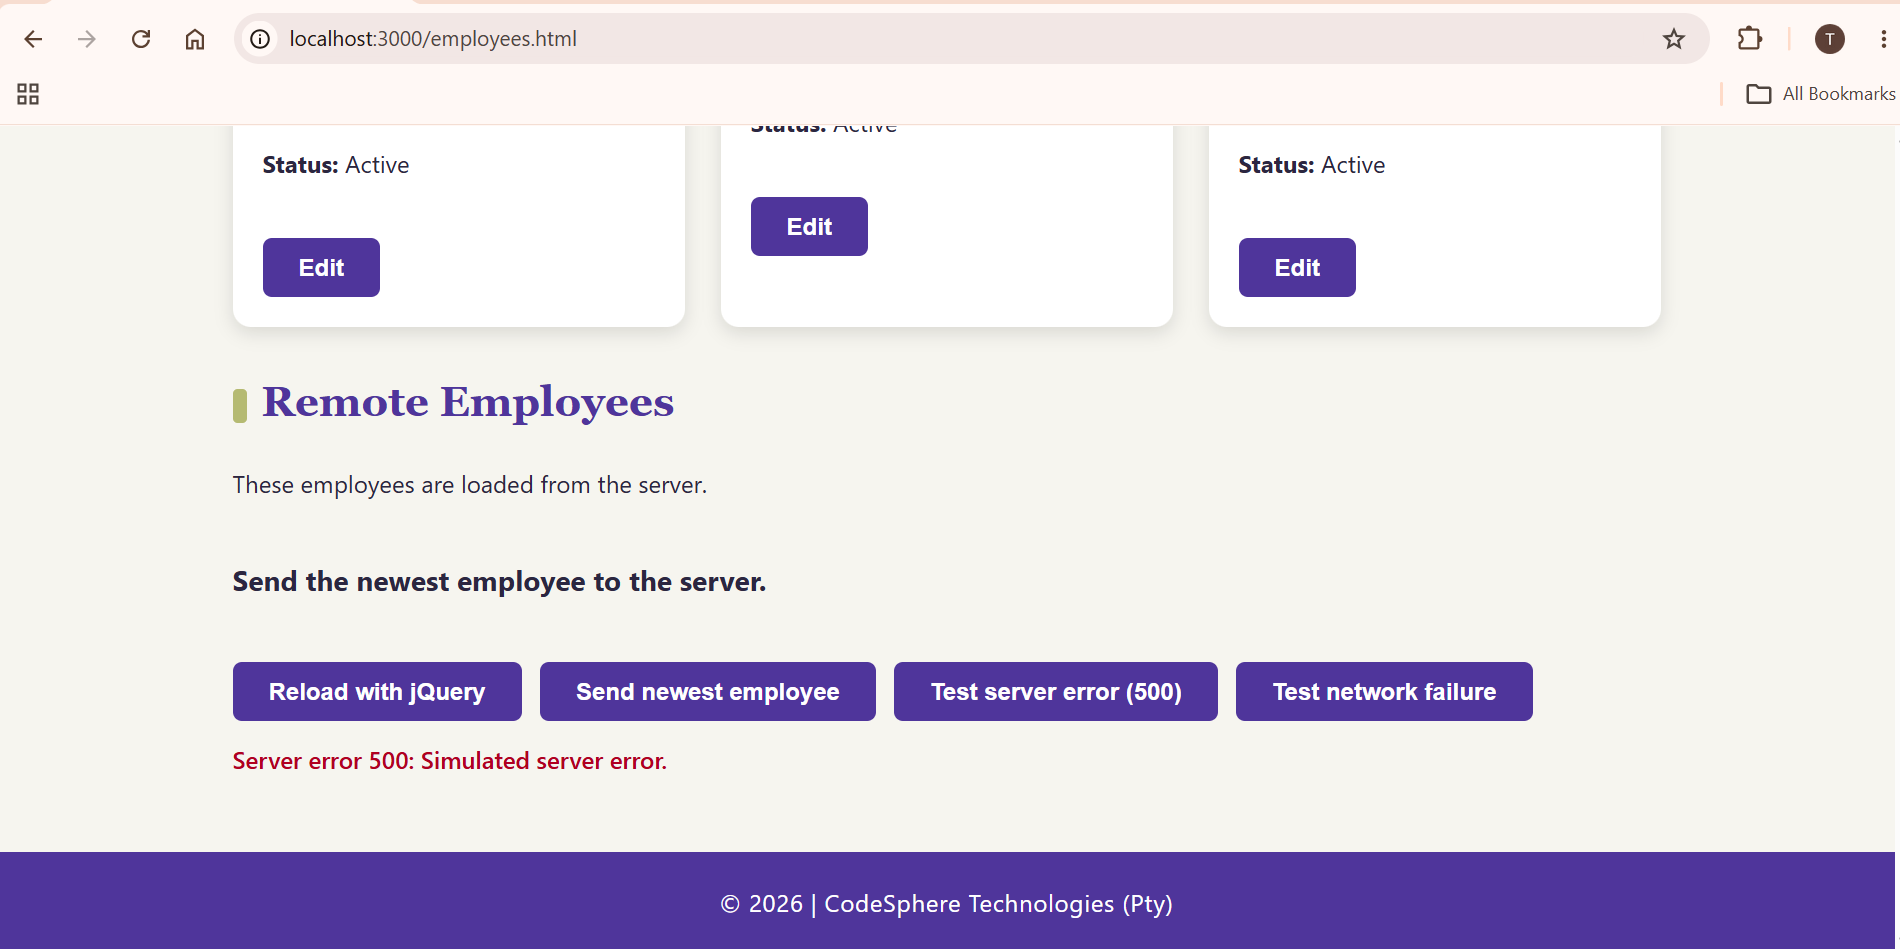 localhost:3000/employees.html
T
All Bookmarks
Status: Active
Status: Active
Status: Active
Edit
Edit
Edit
Remote Employees
These employees are loaded from the server.
Send the newest employee to the server.
Reload with jQuery
Send newest employee
Test server error (500)
Test network failure
Server error 500: Simulated server error.
© 2026 | CodeSphere Technologies (Pty)